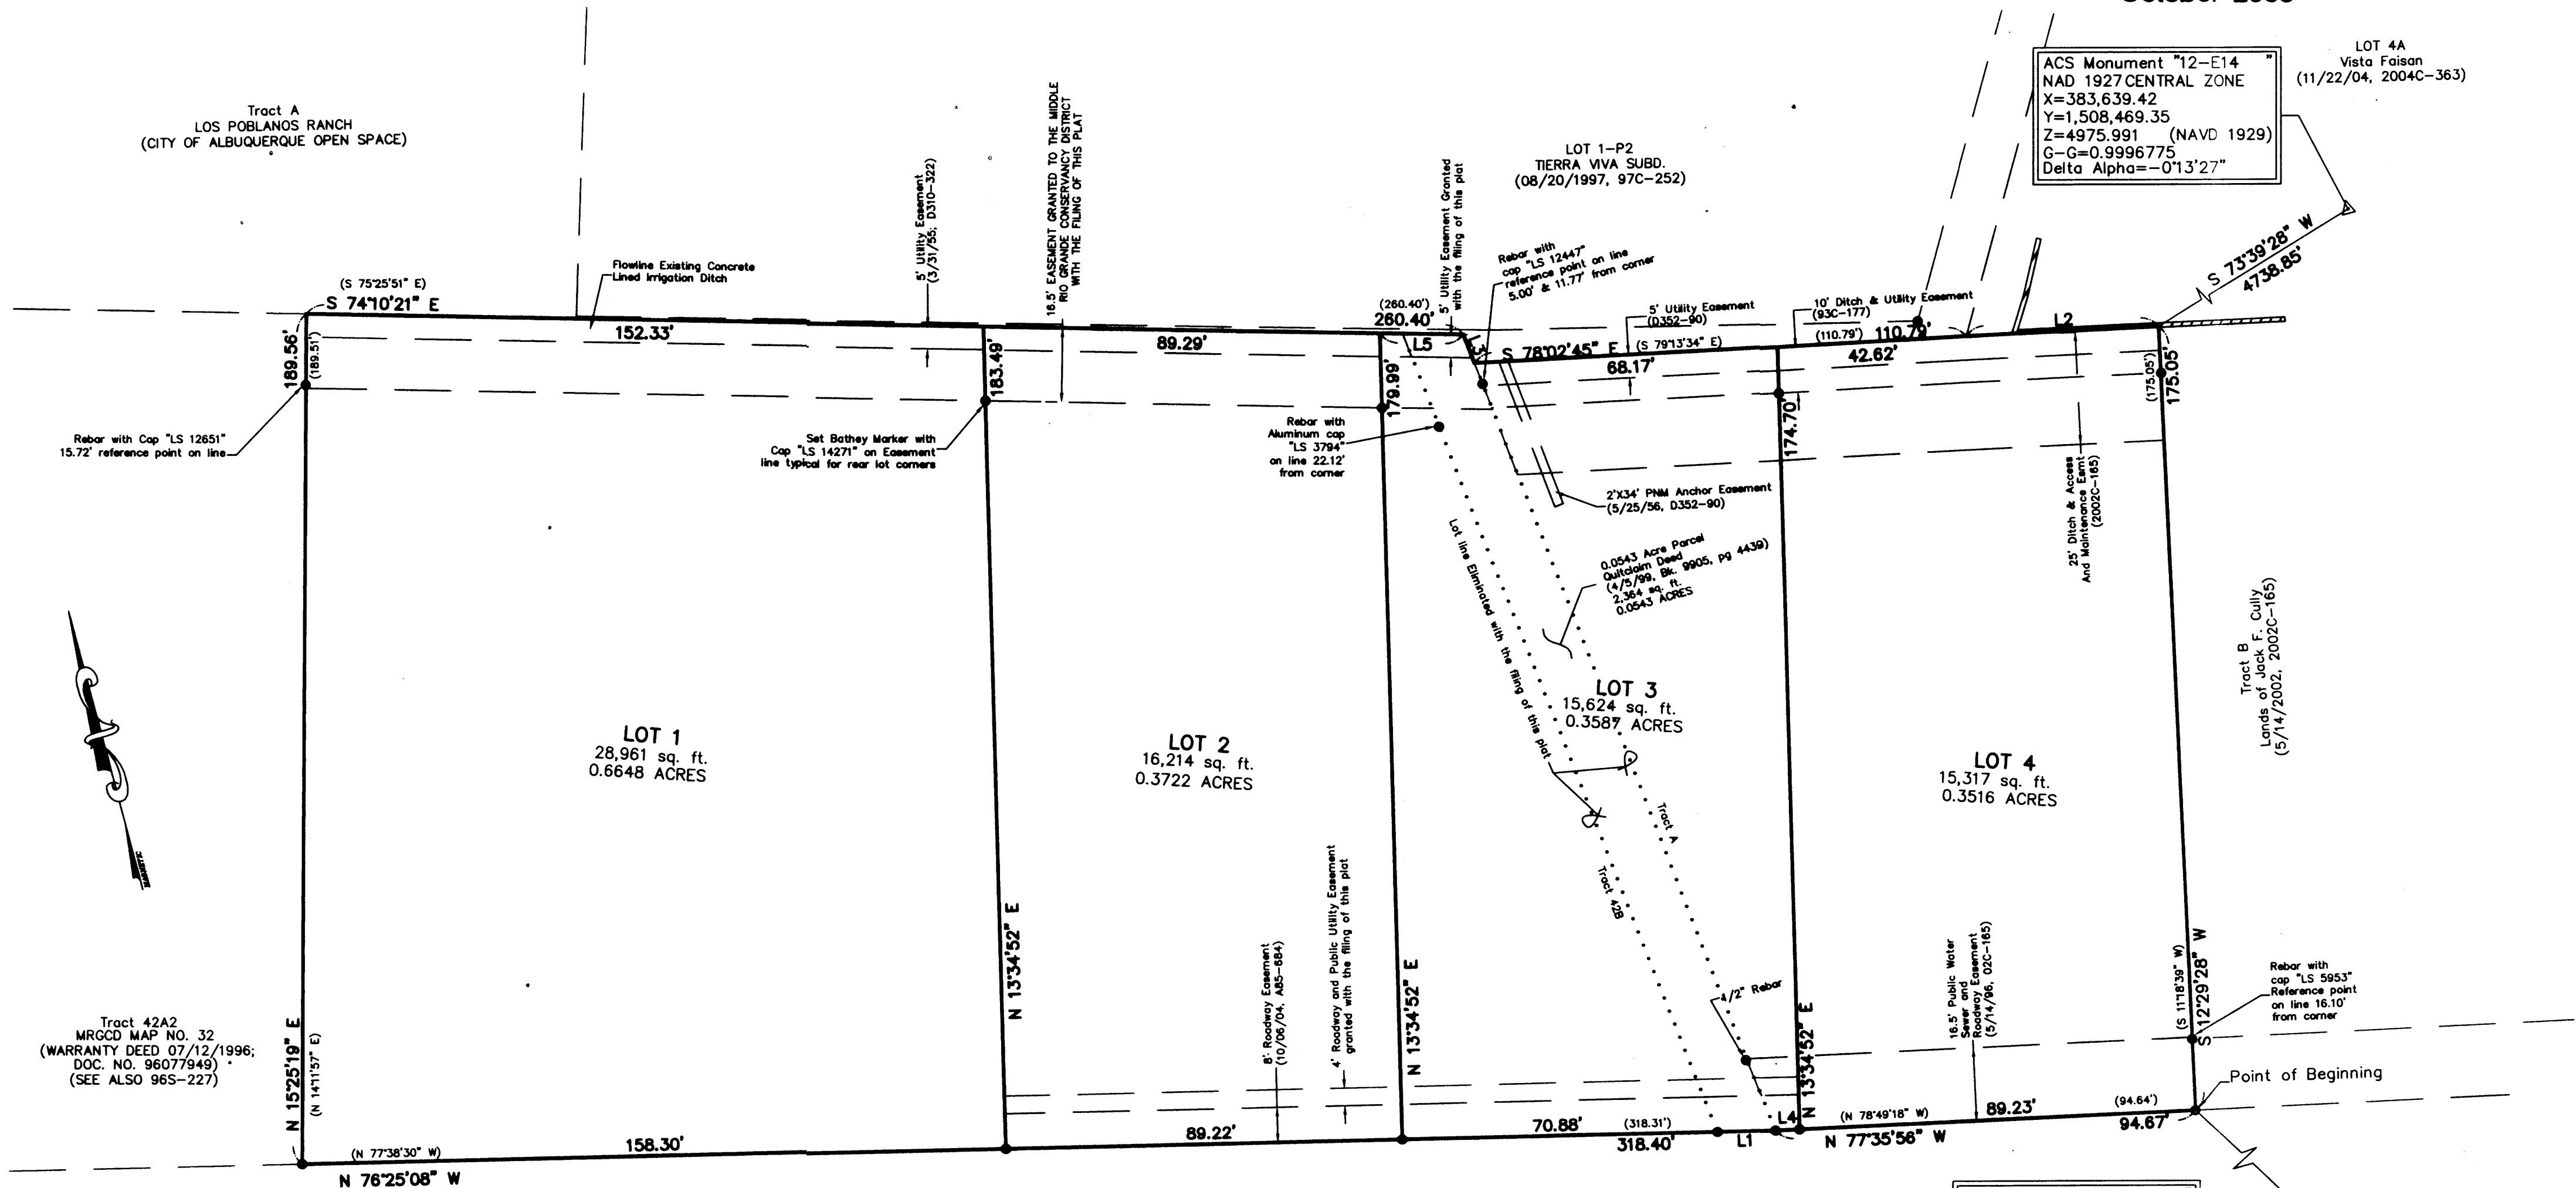 ACS Monument "12-E14 "
NAD 1927 CENTRAL ZONE
X=383,639.42
Y=1,508,469.35
Z=4975.991 (NAVD 1929)
G-G=0.9996775
Delta Alpha=-0°13'27"
LOT 4A
Vista Faisan
(11/22/04, 2004C-363)
Tract A
LOS POBLANOS RANCH
(CITY OF ALBUQUERQUE OPEN SPACE)
LOT 1-P2
TIERRA VIVA SUBD.
(08/20/1997, 97C-252)
5' Utility Easement
(3/31/55; D310-322)
16.5' EASEMENT GRANTED TO THE MIDDLE
RIO GRANDE CONSERVANCY DISTRICT
WITH THE FILING OF THIS PLAT
5' Utility Easement Granted
with the filing of this plat
Rebar with
cap "LS 12447"
reference point on line
5.00' & 11.77' from corner
S 73°39'28" W
4738.85'
Flowline Existing Concrete
Lined Irrigation Ditch
(S 75°25'51" E)
S 74°10'21" E
152.33'
89.29'
(260.40')
260.40'
L5
L3
5' Utility Easement
(D352-90)
10' Ditch & Utility Easement
(93C-177)
S 78°02'45" E
(S 79°13'34" E)
68.17'
(110.79')
110.79'
42.62'
L2
189.56'
(189.51')
183.49'
179.99'
174.70'
(175.05')
175.05'
Rebar with Cap "LS 12651"
15.72' reference point on line
Set Bathey Marker with
Cap "LS 14271" on Easement
line typical for rear lot corners
Rebar with
Aluminum cap
"LS 3794"
on line 22.12'
from corner
2'X34' PNM Anchor Easement
(5/25/56, D352-90)
25' Ditch & Access
And Maintenance Esmt
(2002C-165)
0.0543 Acre Parcel
Quitclaim Deed
(4/5/99, Bk. 9905, pg 4439)
2,364 sq. ft.
0.0543 ACRES
Lot line Eliminated with the filing of this plat
Tract B
Lands of Jack F. Cully
(5/14/2002, 2002C-165)
LOT 1
28,961 sq. ft.
0.6648 ACRES
LOT 2
16,214 sq. ft.
0.3722 ACRES
LOT 3
15,624 sq. ft.
0.3587 ACRES
LOT 4
15,317 sq. ft.
0.3516 ACRES
Tract A
Tract 42B
Tract 42A2
MRGCD MAP NO. 32
(WARRANTY DEED 07/12/1996;
DOC. NO. 96077949)
(SEE ALSO 96S-227)
N 15°25'19" E
(N 14°11'57" E)
N 13°34'52" E
8' Roadway Easement
(10/06/04, A85-684)
4' Roadway and Public Utility Easement
granted with the filing of this plat
N 13°34'52" E
1/2" Rebar
N 13°34'52" E
16.5' Public Water
Sewer and
Roadway Easement
(5/14/96, 02C-165)
(S 11°18'39" W)
S 12°29'28" W
Rebar with
cap "LS 5953"
Reference point
on line 16.10'
from corner
Point of Beginning
(N 77°38'30" W)
N 76°25'08" W
158.30'
89.22'
70.88'
(318.31')
318.40'
L1
L4
(N 78°49'18" W)
N 77°35'56" W
89.23'
(94.64')
94.67'